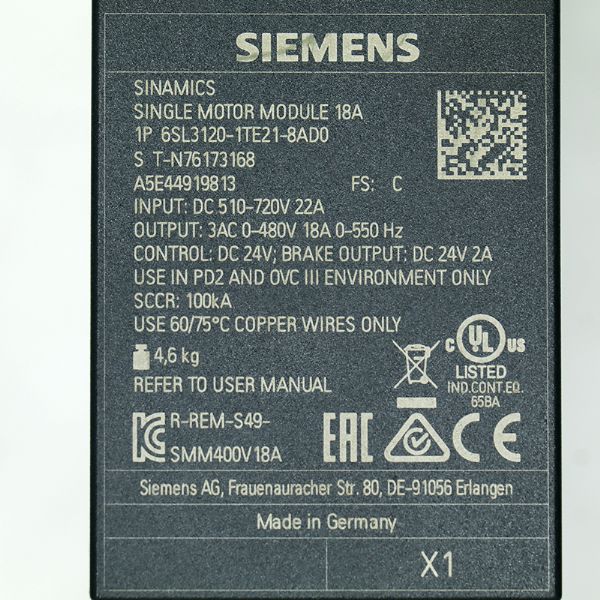 SIEMENS
SINAMICS
SINGLE MOTOR MODULE 18A
1P 6SL3120-1TE21-8AD0
S T-N76173168
A5E44919813 FS: C
INPUT: DC 510-720V 22A
OUTPUT: 3AC 0-480V 18A 0-550 Hz
CONTROL: DC 24V; BRAKE OUTPUT: DC 24V 2A
USE IN PD2 AND OVC III ENVIRONMENT ONLY
SCCR: 100kA
USE 60/75°C COPPER WIRES ONLY
4,6 kg
REFER TO USER MANUAL
C UL US
LISTED
IND.CONT.EQ.
65BA
R-REM-S49-
SMM400V18A
EAC CE
Siemens AG, Frauenauracher Str. 80, DE-91056 Erlangen
Made in Germany
X1